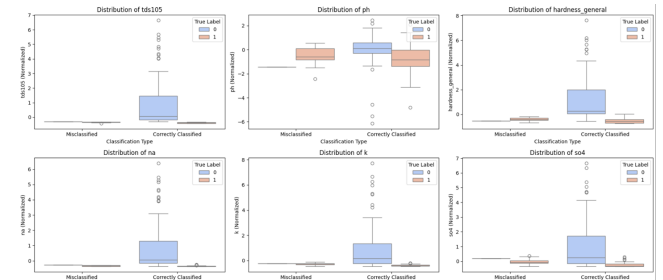 Distribution of tds105
7
6
5
4
3
2
1
0
tds105 (Normalized)
True Label
0
1
Misclassified
Correctly Classified
Classification Type
Distribution of ph
2
0
−2
−4
−6
ph (Normalized)
True Label
0
1
Misclassified
Correctly Classified
Classification Type
Distribution of hardness_general
8
6
4
2
0
hardness_general (Normalized)
True Label
0
1
Misclassified
Correctly Classified
Classification Type
Distribution of na
6
5
4
3
2
1
0
na (Normalized)
True Label
0
1
Misclassified
Correctly Classified
Distribution of k
8
6
4
2
0
k (Normalized)
True Label
0
1
Misclassified
Correctly Classified
Distribution of so4
7
6
5
4
3
2
1
0
so4 (Normalized)
True Label
0
1
Misclassified
Correctly Classified